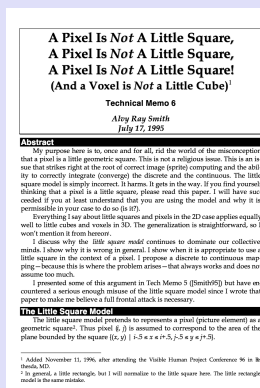 A Pixel Is Not A Little Square,
A Pixel Is Not A Little Square,
A Pixel Is Not A Little Square!
(And a Voxel is Not a Little Cube)¹
Technical Memo 6
Alvy Ray Smith
July 17, 1995
Abstract
My purpose here is to, once and for all, rid the world of the misconception
that a pixel is a little geometric square. This is not a religious issue. This is an is-
sue that strikes right at the root of correct image (sprite) computing and the abil-
ity to correctly integrate (converge) the discrete and the continuous. The little
square model is simply incorrect. It harms. It gets in the way. If you find yourself
thinking that a pixel is a little square, please read this paper. I will have suc-
ceeded if you at least understand that you are using the model and why it is
permissible in your case to do so (is it?).
Everything I say about little squares and pixels in the 2D case applies equally
well to little cubes and voxels in 3D. The generalization is straightforward, so I
won't mention it from hereon.
I discuss why the little square model continues to dominate our collective
minds. I show why it is wrong in general. I show when it is appropriate to use a
little square in the context of a pixel. I propose a discrete to continuous map-
ping—because this is where the problem arises—that always works and does not
assume too much.
I presented some of this argument in Tech Memo 5 ([Smith95]) but have en-
countered a serious enough misuse of the little square model since I wrote that
paper to make me believe a full frontal attack is necessary.
The Little Square Model
The little square model pretends to represent a pixel (picture element) as a
geometric square². Thus pixel (i, j) is assumed to correspond to the area of the
plane bounded by the square {(x, y) | i-.5 ≤ x ≤ i+.5, j-.5 ≤ y ≤ j+.5}.
¹ Added November 11, 1996, after attending the Visible Human Project Conference 96 in Be-
thesda, MD.
² In general, a little rectangle, but I will normalize to the little square here. The little rectangle
model is the same mistake.